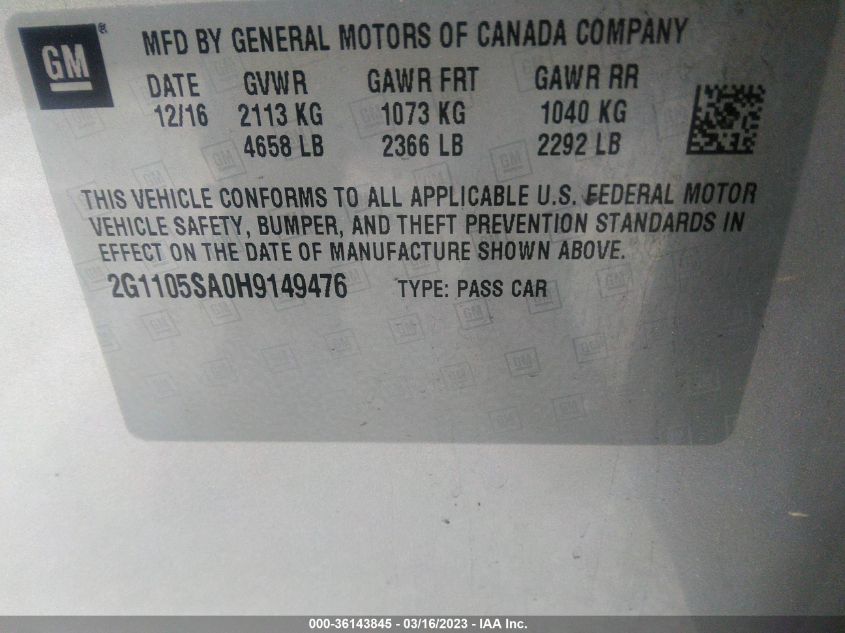 GM®
MFD BY GENERAL MOTORS OF CANADA COMPANY
DATE GVWR GAWR FRT GAWR RR
12/16 2113 KG 1073 KG 1040 KG
4658 LB 2366 LB 2292 LB
THIS VEHICLE CONFORMS TO ALL APPLICABLE U.S. FEDERAL MOTOR
VEHICLE SAFETY, BUMPER, AND THEFT PREVENTION STANDARDS IN
EFFECT ON THE DATE OF MANUFACTURE SHOWN ABOVE.
2G1105SA0H9149476 TYPE: PASS CAR
000-36143845 - 03/16/2023 - IAA Inc.